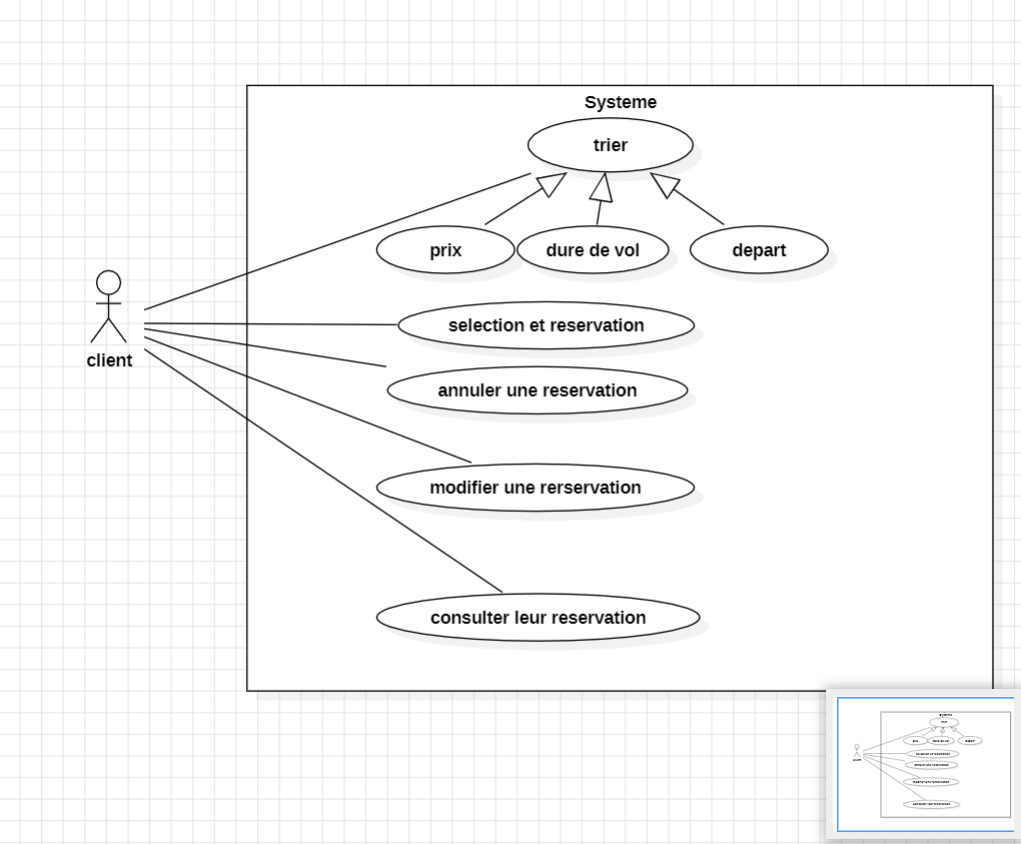 Systeme
trier
prix
dure de vol
depart
selection et reservation
client
annuler une reservation
modifier une rerservation
consulter leur reservation